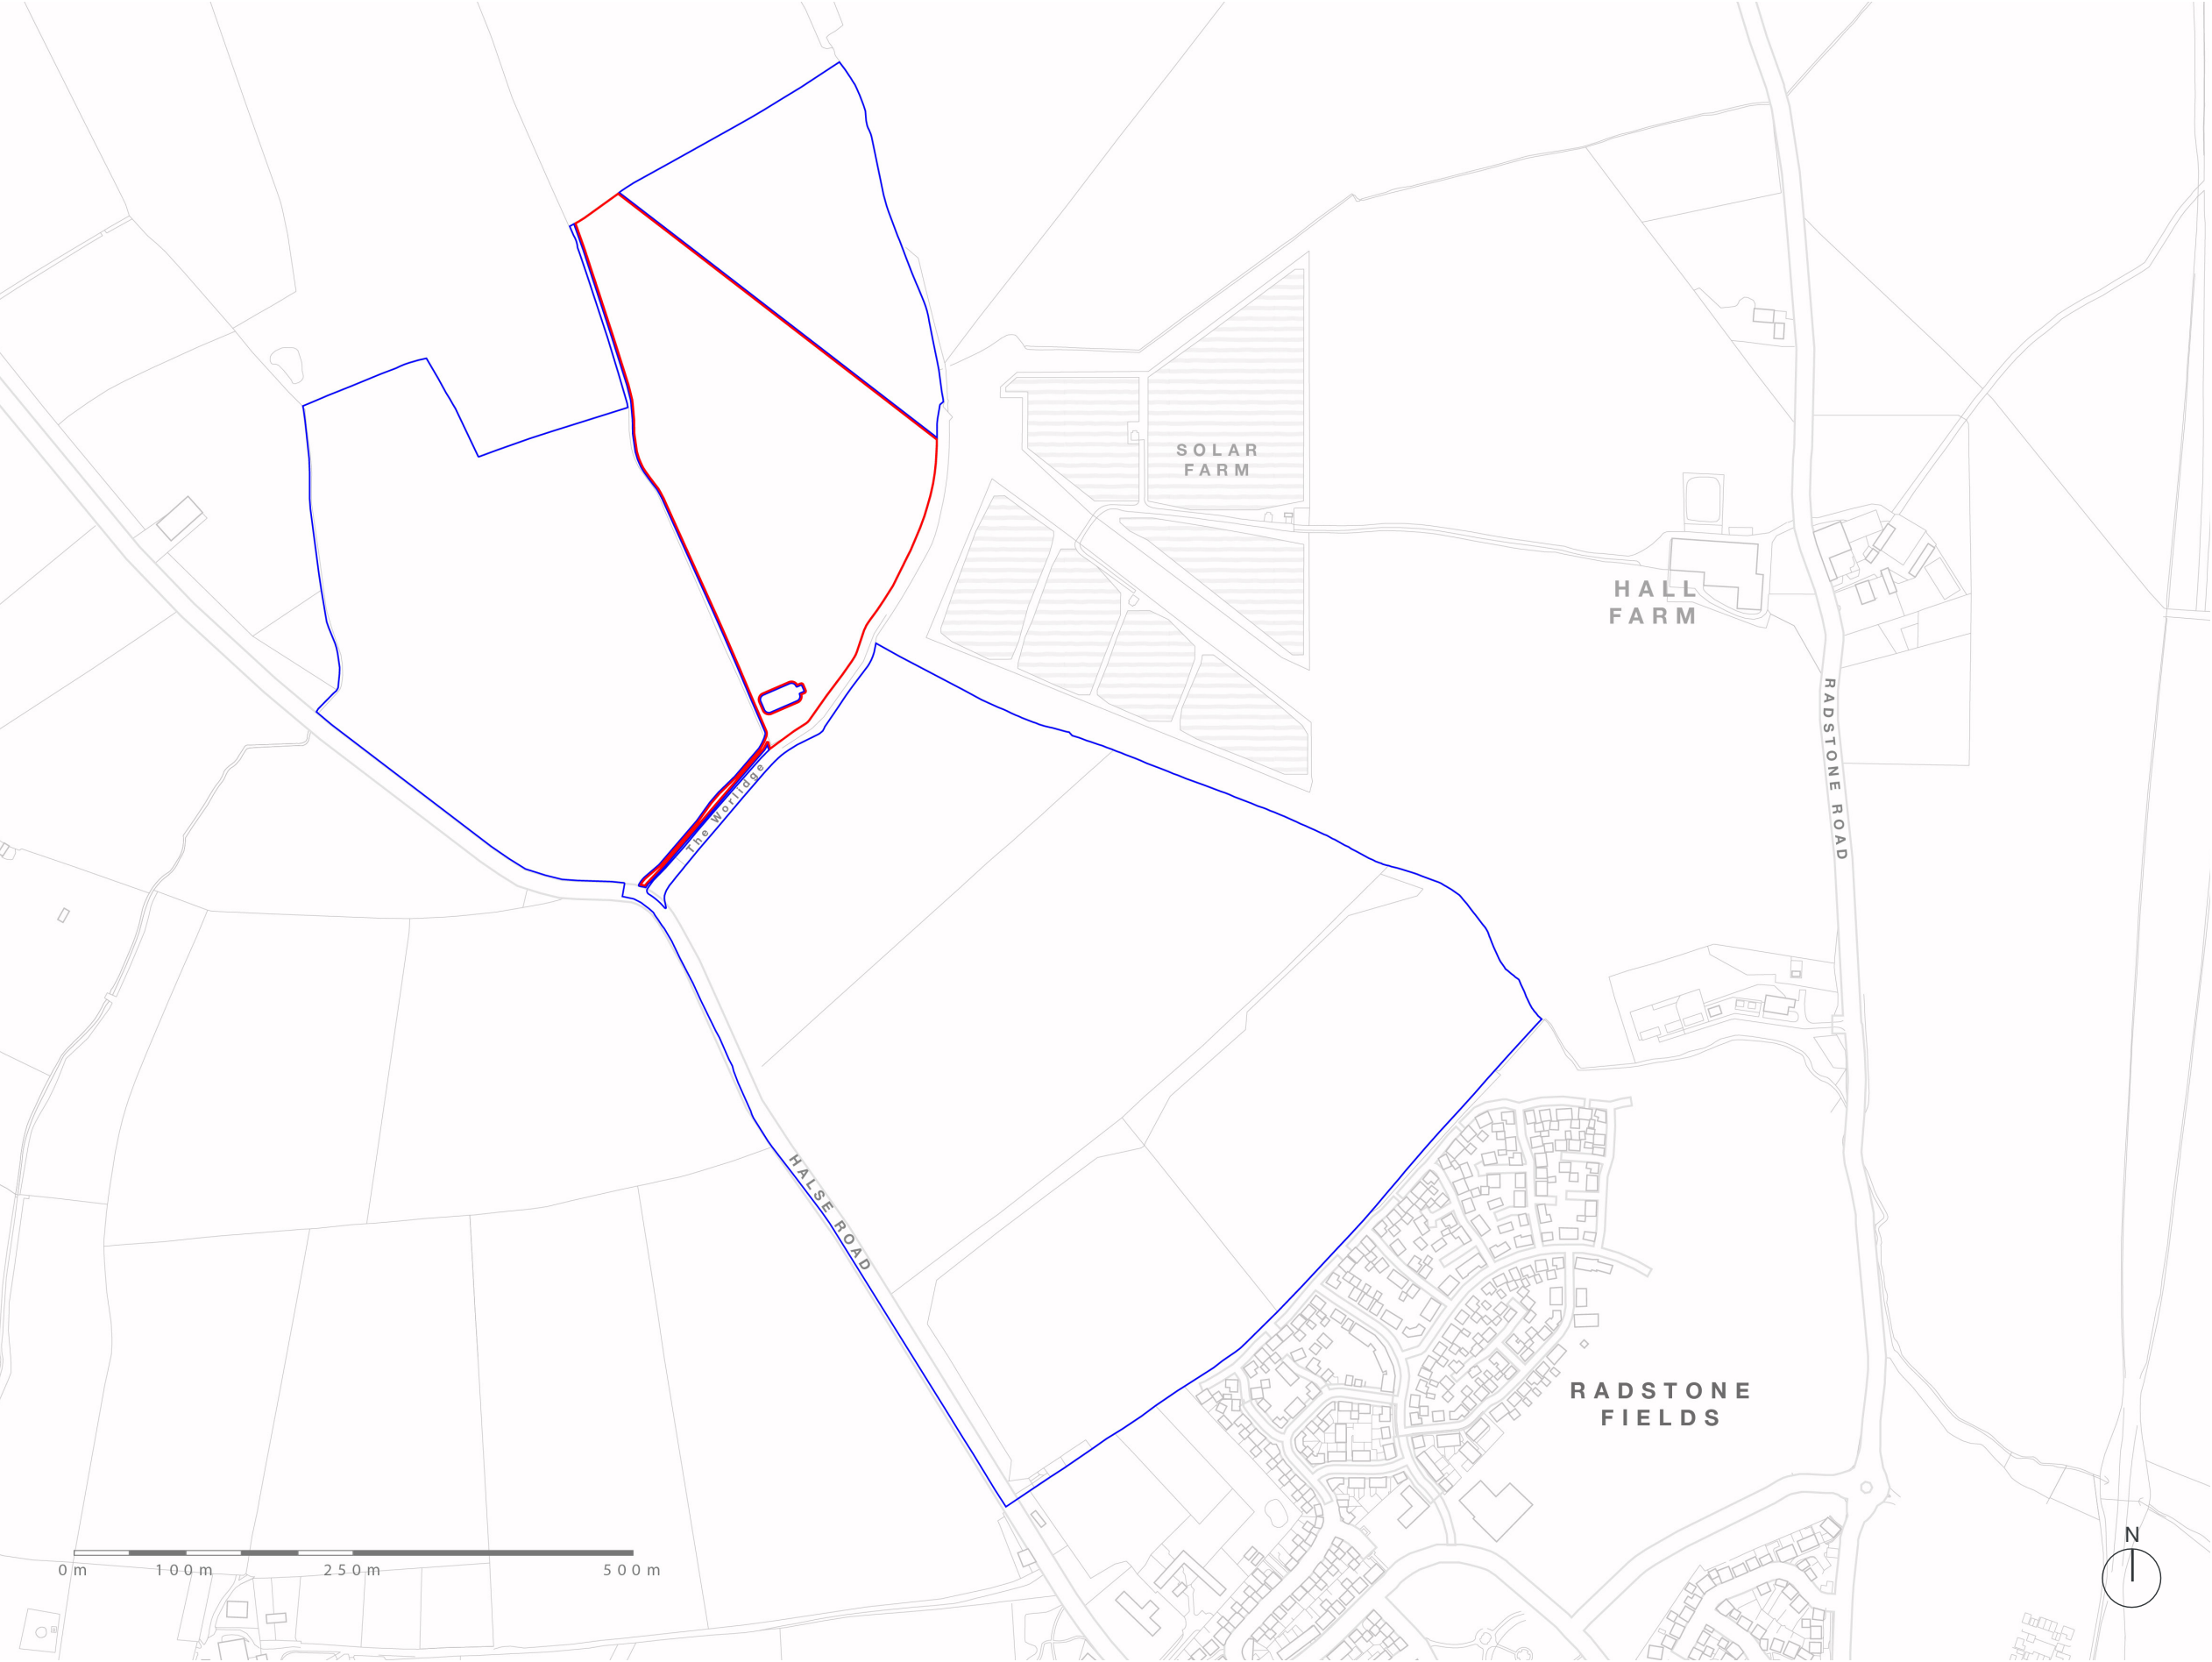 SOLAR
FARM
HALL
FARM
RADSTONE ROAD
The Worlidge
HALSE ROAD
RADSTONE
FIELDS
N
0m 100m 250m 500m